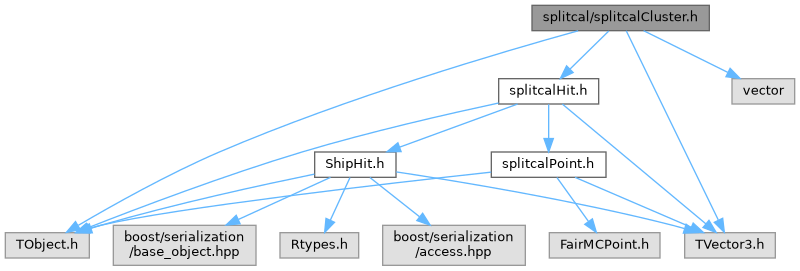 splitcal/splitcalCluster.h
splitcalHit.h
vector
ShipHit.h
splitcalPoint.h
TObject.h
boost/serialization
/base_object.hpp
Rtypes.h
boost/serialization
/access.hpp
FairMCPoint.h
TVector3.h